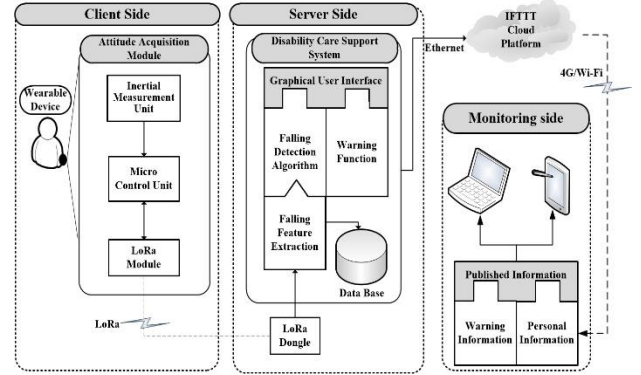 Client Side
Attitude Acquisition
Module
Wearable
Device
Inertial
Measurement
Unit
Micro
Control Unit
LoRa
Module
LoRa
Server Side
Disability Care Support
System
Graphical User Interface
Falling
Detection
Algorithm
Warning
Function
Falling
Feature
Extraction
Data Base
LoRa
Dongle
Ethernet
IFTTT
Cloud
Platform
4G/Wi-Fi
Monitoring side
Published Information
Warning
Information
Personal
Information